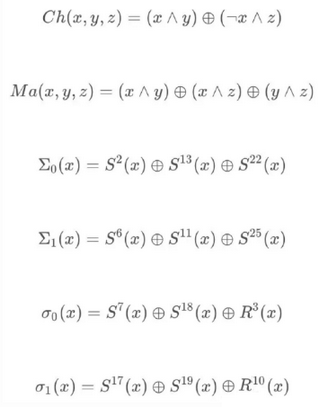 Ch(x, y, z) = (x ∧ y) ⊕ (¬x ∧ z)
Ma(x, y, z) = (x ∧ y) ⊕ (x ∧ z) ⊕ (y ∧ z)
Σ₀(x) = S²(x) ⊕ S¹³(x) ⊕ S²²(x)
Σ₁(x) = S⁶(x) ⊕ S¹¹(x) ⊕ S²⁵(x)
σ₀(x) = S⁷(x) ⊕ S¹⁸(x) ⊕ R³(x)
σ₁(x) = S¹⁷(x) ⊕ S¹⁹(x) ⊕ R¹⁰(x)